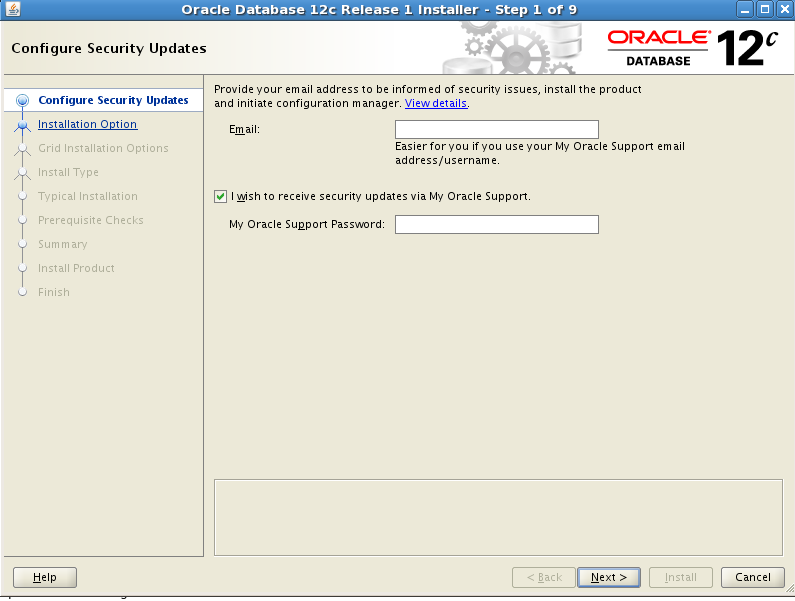 Oracle Database 12c Release 1 Installer - Step 1 of 9
Configure Security Updates
ORACLE
DATABASE
12c
Configure Security Updates
Installation Option
Grid Installation Options
Install Type
Typical Installation
Prerequisite Checks
Summary
Install Product
Finish
Provide your email address to be informed of security issues, install the product
and initiate configuration manager. View details.
Email:
Easier for you if you use your My Oracle Support email
address/username.
I wish to receive security updates via My Oracle Support.
My Oracle Support Password:
Help
< Back
Next >
Install
Cancel